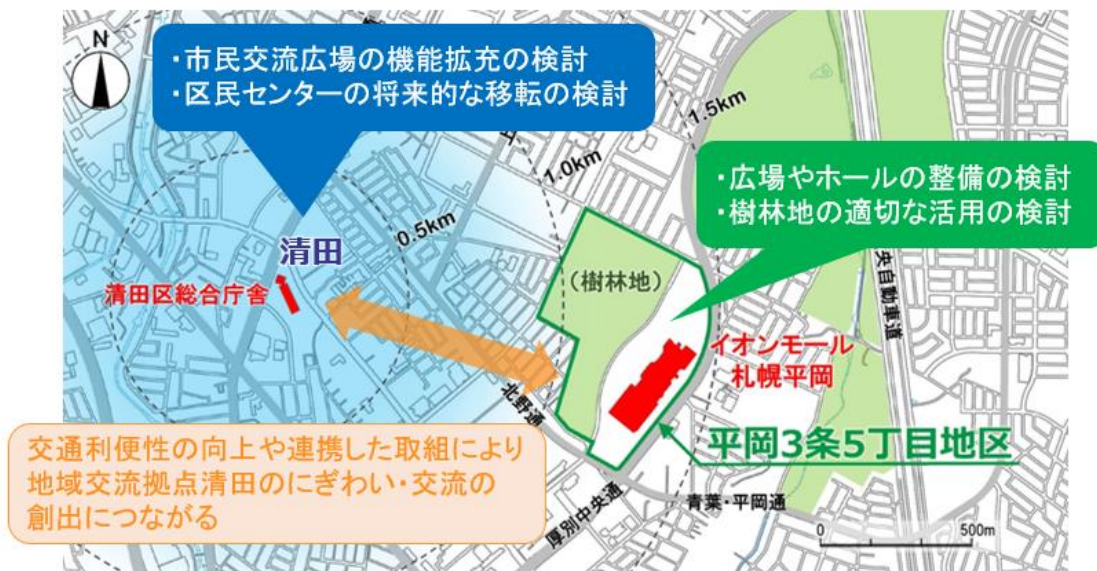 N
・市民交流広場の機能拡充の検討
・区民センターの将来的な移転の検討
1.5km
1.0km
0.5km
・広場やホールの整備の検討
・樹林地の適切な活用の検討
清田
清田区総合庁舎
(樹林地)
央自動車道
イオンモール
札幌平岡
北野通
平岡3条5丁目地区
交通利便性の向上や連携した取組により
地域交流拠点清田のにぎわい・交流の
創出につながる
青葉・平岡通
厚別中央通
0
500m